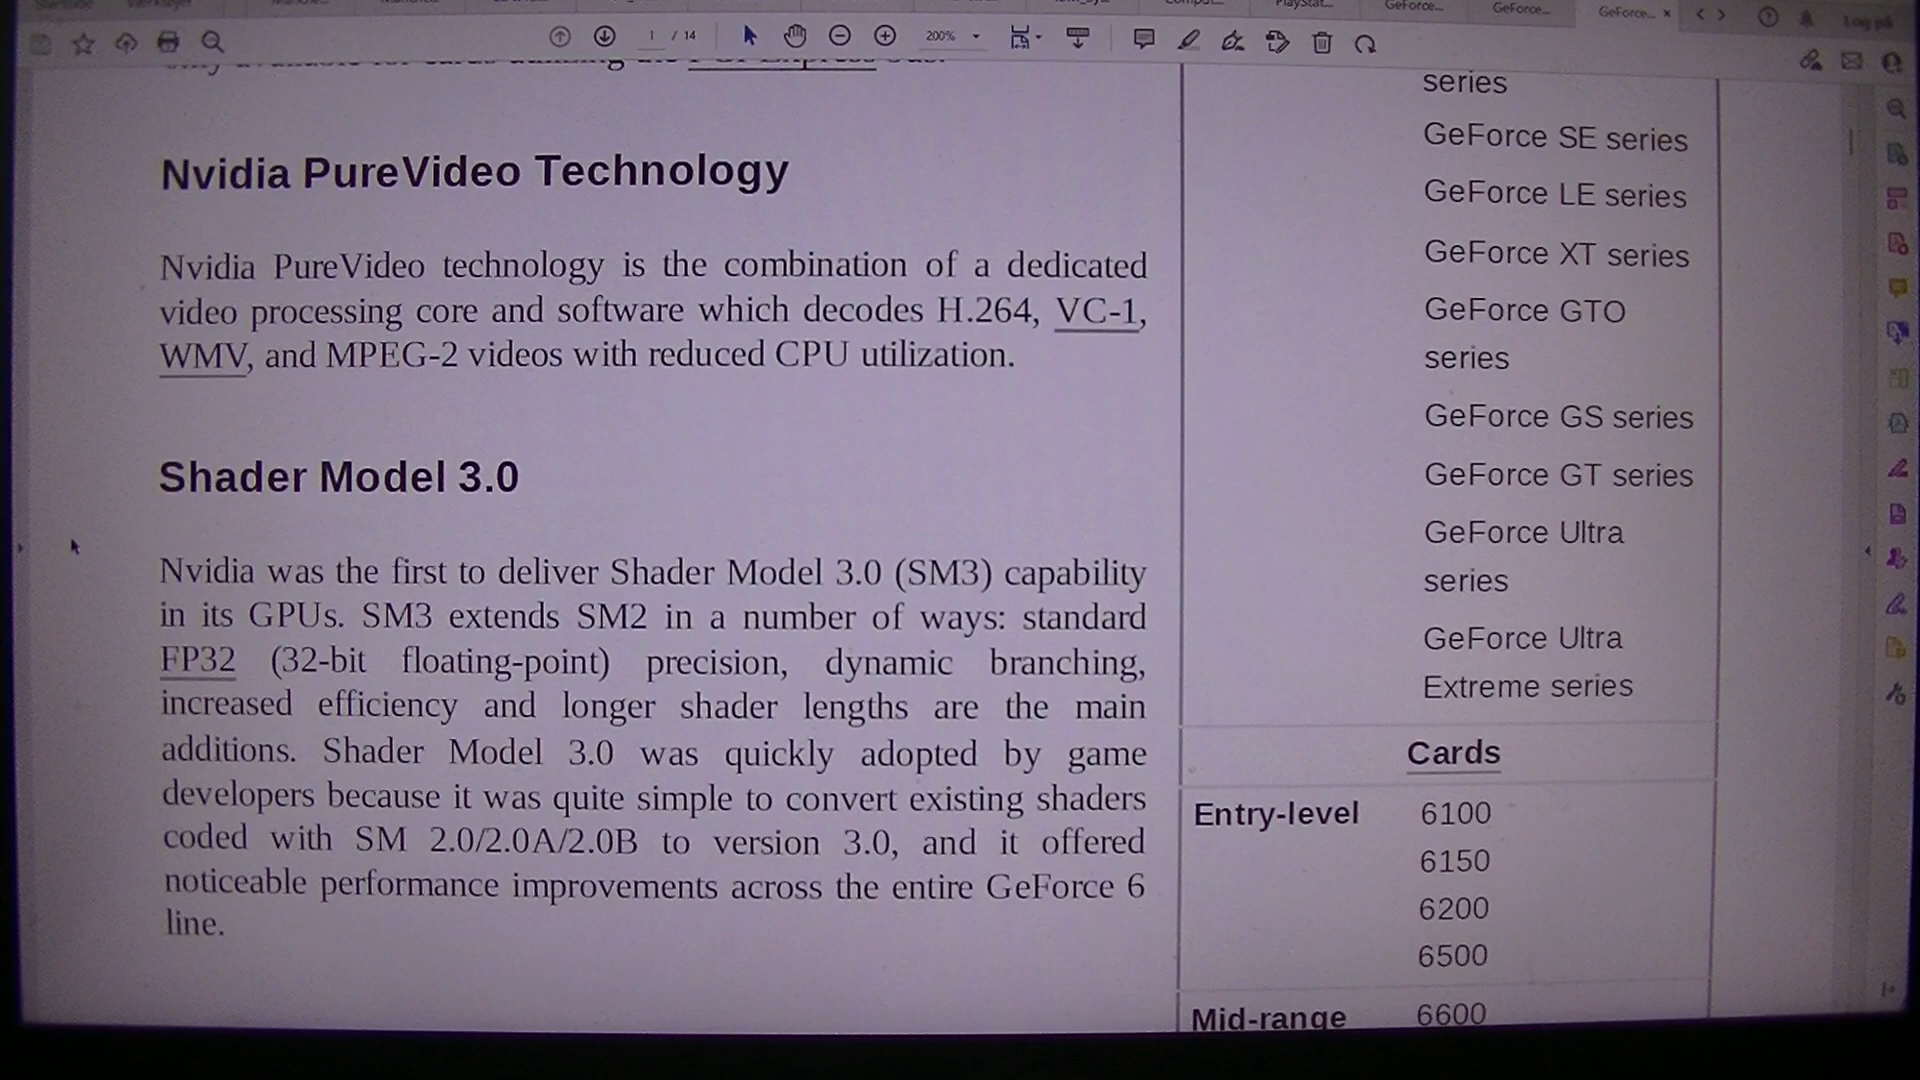 GeForce...
GeForce...
GeForce...
Log på
1 / 14
200%
Nvidia PureVideo Technology
Nvidia PureVideo technology is the combination of a dedicated
video processing core and software which decodes H.264, VC-1,
WMV, and MPEG-2 videos with reduced CPU utilization.
Shader Model 3.0
Nvidia was the first to deliver Shader Model 3.0 (SM3) capability
in its GPUs. SM3 extends SM2 in a number of ways: standard
FP32 (32-bit floating-point) precision, dynamic branching,
increased efficiency and longer shader lengths are the main
additions. Shader Model 3.0 was quickly adopted by game
developers because it was quite simple to convert existing shaders
coded with SM 2.0/2.0A/2.0B to version 3.0, and it offered
noticeable performance improvements across the entire GeForce 6
line.
series
GeForce SE series
GeForce LE series
GeForce XT series
GeForce GTO
series
GeForce GS series
GeForce GT series
GeForce Ultra
series
GeForce Ultra
Extreme series
Cards
Entry-level 6100
6150
6200
6500
Mid-range 6600